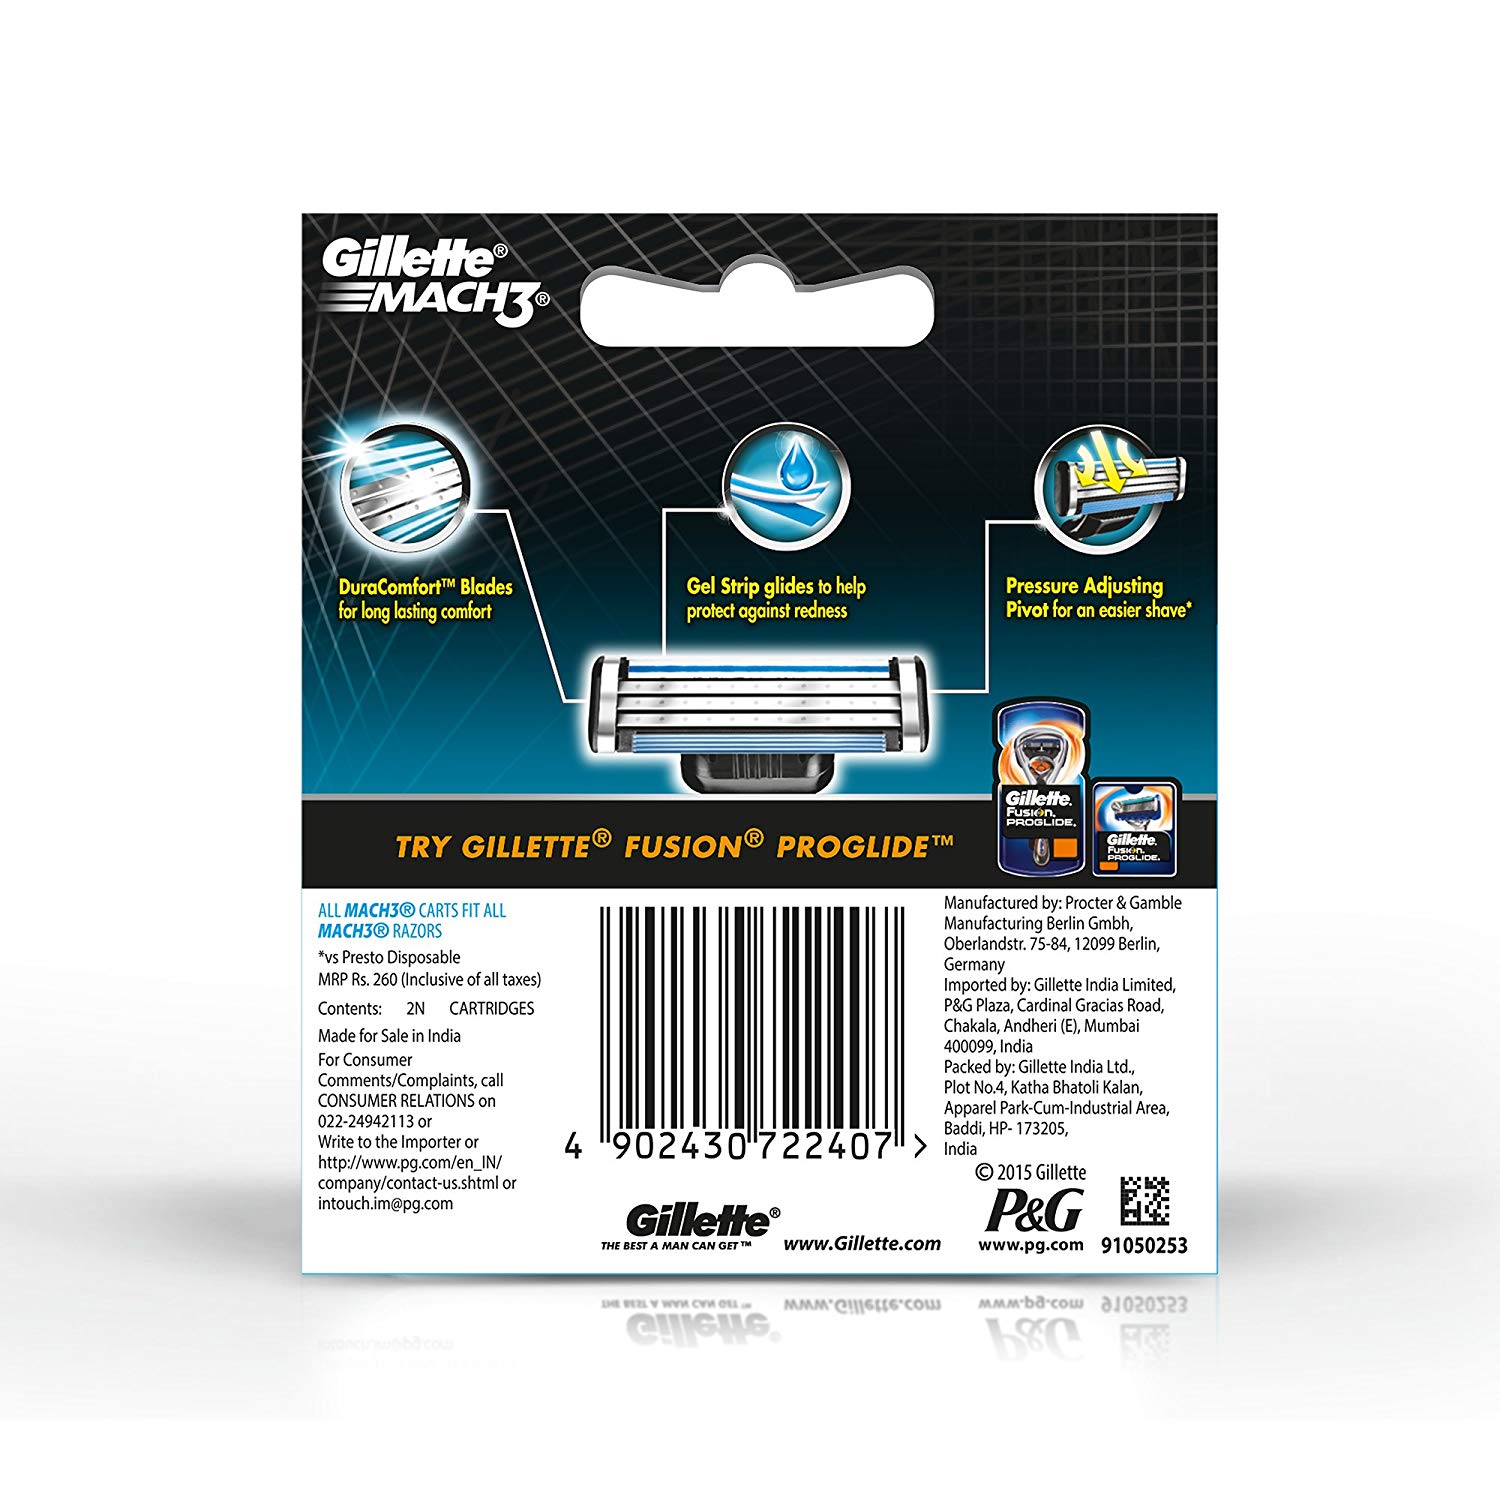 Gillette®
MACH3®
DuraComfort™ Blades
for long lasting comfort
Gel Strip glides to help
protect against redness
Pressure Adjusting
Pivot for an easier shave*
TRY GILLETTE® FUSION® PROGLIDE™
Gillette.
FUSION.
PROGLIDE.
Gillette.
FUSION.
PROGLIDE.
ALL MACH3® CARTS FIT ALL
MACH3® RAZORS
*vs Presto Disposable
MRP Rs. 260 (Inclusive of all taxes)
Contents: 2N CARTRIDGES
Made for Sale in India
For Consumer
Comments/Complaints, call
CONSUMER RELATIONS on
022-24942113 or
Write to the Importer or
http://www.pg.com/en_IN/
company/contact-us.shtml or
intouch.im@pg.com
4 902430 722407 >
Gillette®
THE BEST A MAN CAN GET™
www.Gillette.com
Manufactured by: Procter & Gamble
Manufacturing Berlin Gmbh,
Oberlandstr. 75-84, 12099 Berlin,
Germany
Imported by: Gillette India Limited,
P&G Plaza, Cardinal Gracias Road,
Chakala, Andheri (E), Mumbai
400099, India
Packed by: Gillette India Ltd.,
Plot No.4, Katha Bhatoli Kalan,
Apparel Park-Cum-Industrial Area,
Baddi, HP- 173205,
India
© 2015 Gillette
P&G
www.pg.com
91050253